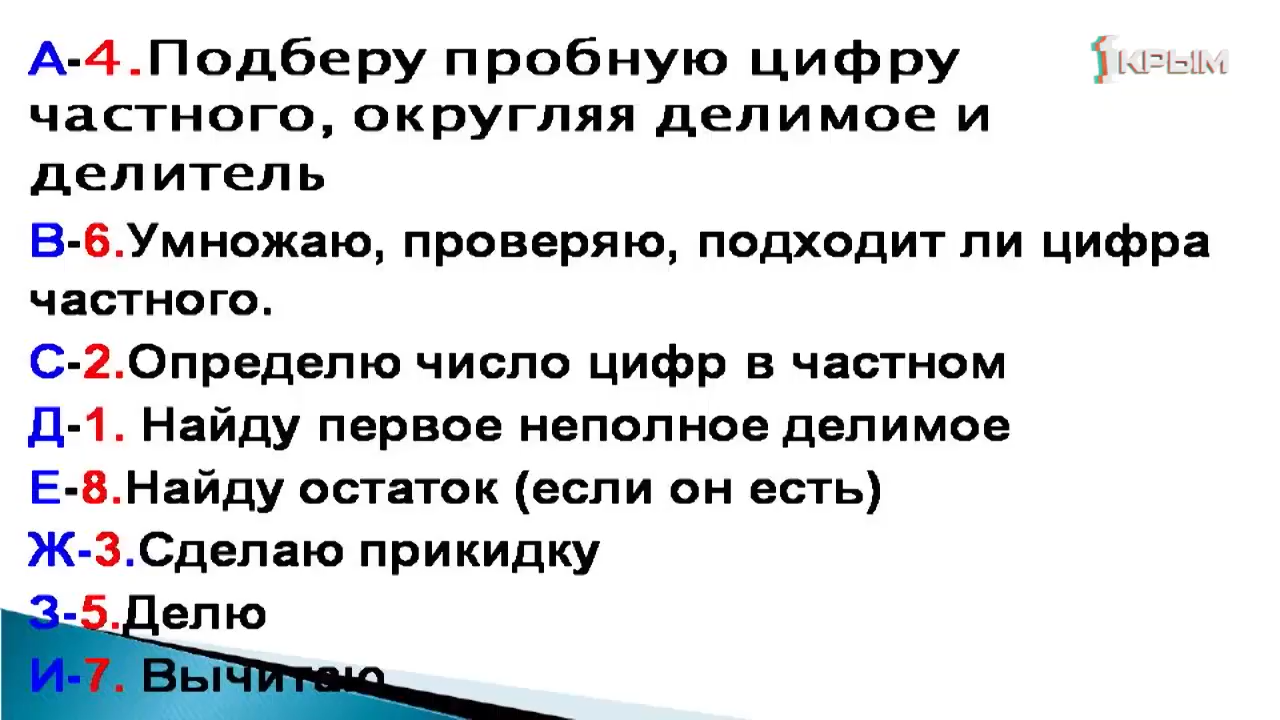 А-4.Подберу пробную цифру
частного, округляя делимое и
делитель
1КРЫМ
В-6.Умножаю, проверяю, подходит ли цифра
частного.
С-2.Определю число цифр в частном
Д-1. Найду первое неполное делимое
Е-8.Найду остаток (если он есть)
Ж-3.Сделаю прикидку
З-5.Делю
И-7. Вычитаю